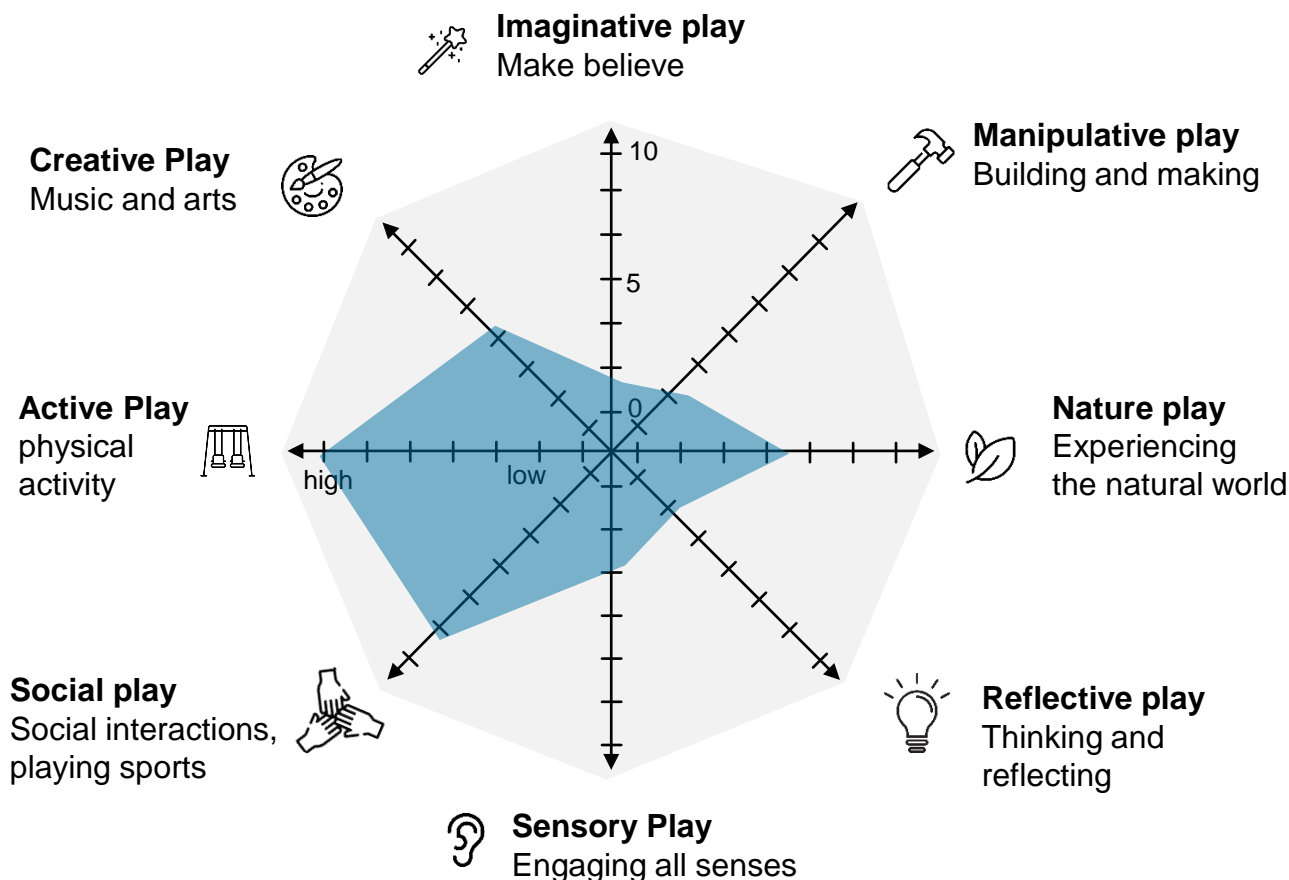 Imaginative play
Make believe
Manipulative play
Building and making
Creative Play
Music and arts
10
5
0
Active Play
physical
activity
high
low
Nature play
Experiencing
the natural world
Social play
Social interactions,
playing sports
Reflective play
Thinking and
reflecting
Sensory Play
Engaging all senses